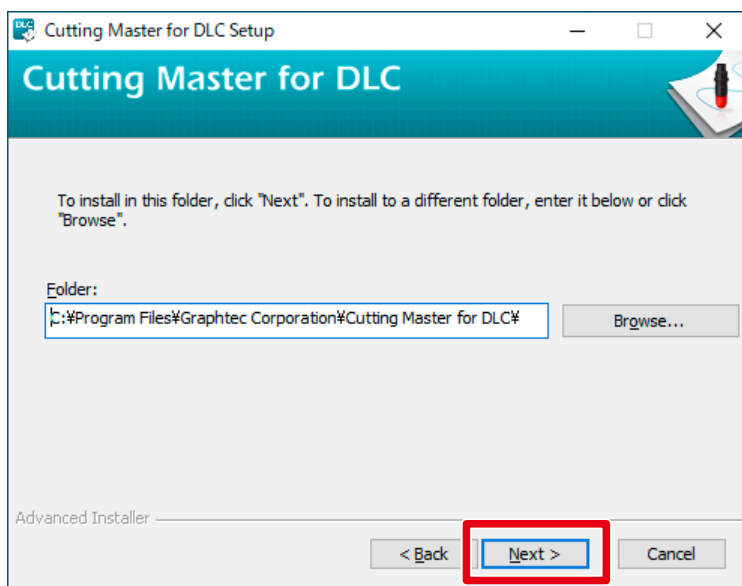 DLC
Cutting Master for DLC Setup
Cutting Master for DLC
To install in this folder, click "Next". To install to a different folder, enter it below or click
"Browse".
Folder:
C:¥Program Files¥Graphtec Corporation¥Cutting Master for DLC¥
Browse...
Advanced Installer
< Back
Next >
Cancel